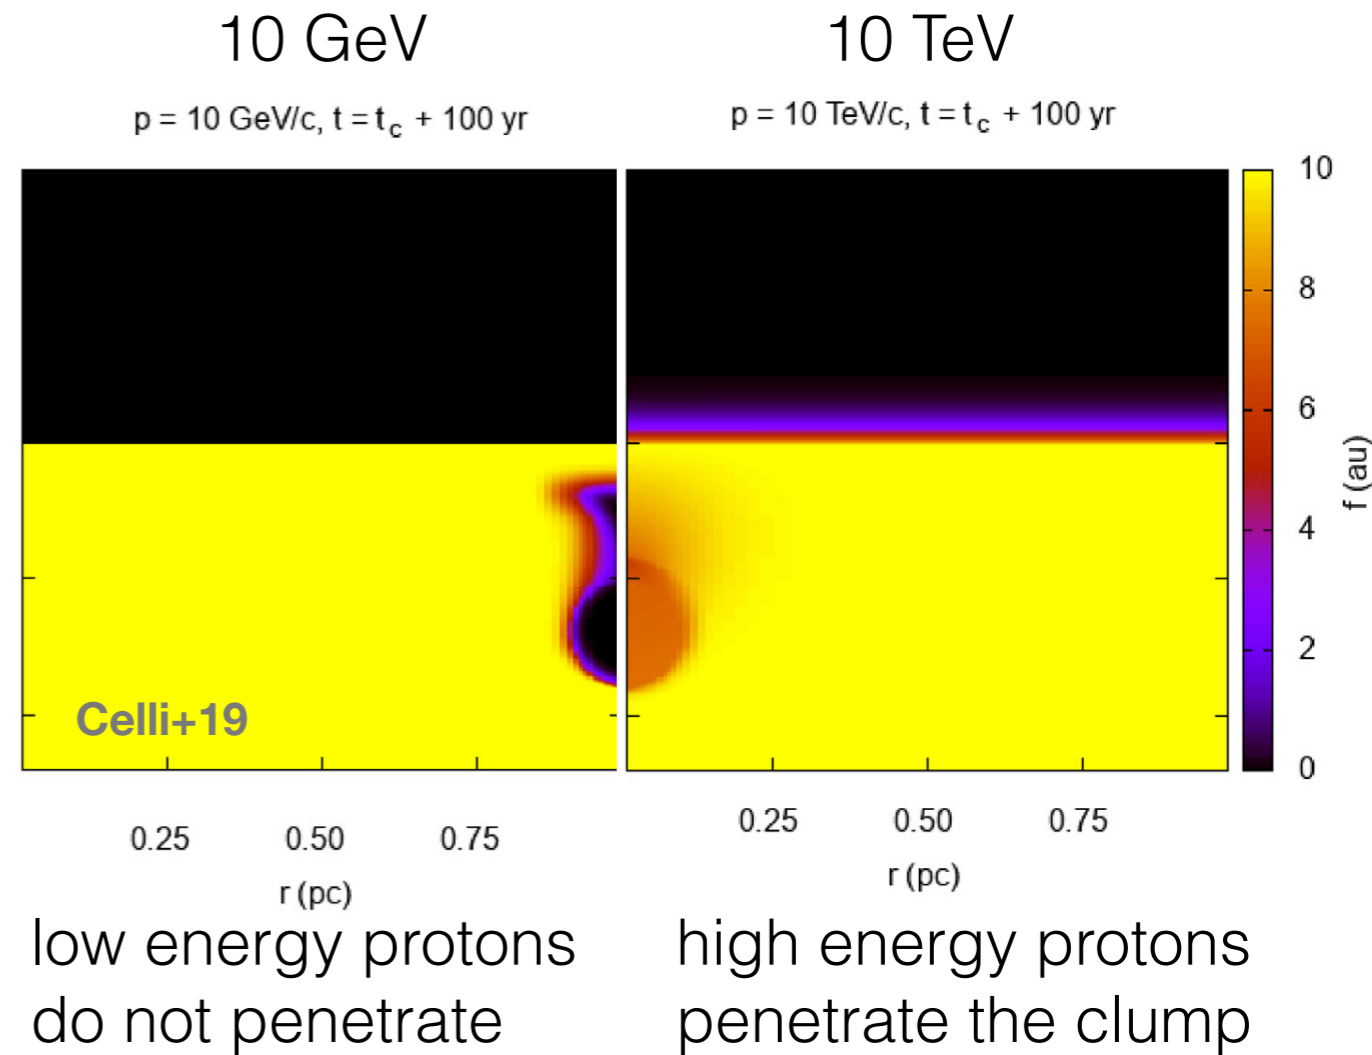 10 GeV
10 TeV
p = 10 GeV/c, t = t_c + 100 yr
p = 10 TeV/c, t = t_c + 100 yr
10
8
6
4
2
0
f (au)
Celli+19
0.25 0.50 0.75
r (pc)
0.25 0.50 0.75
r (pc)
low energy protons
do not penetrate
high energy protons
penetrate the clump